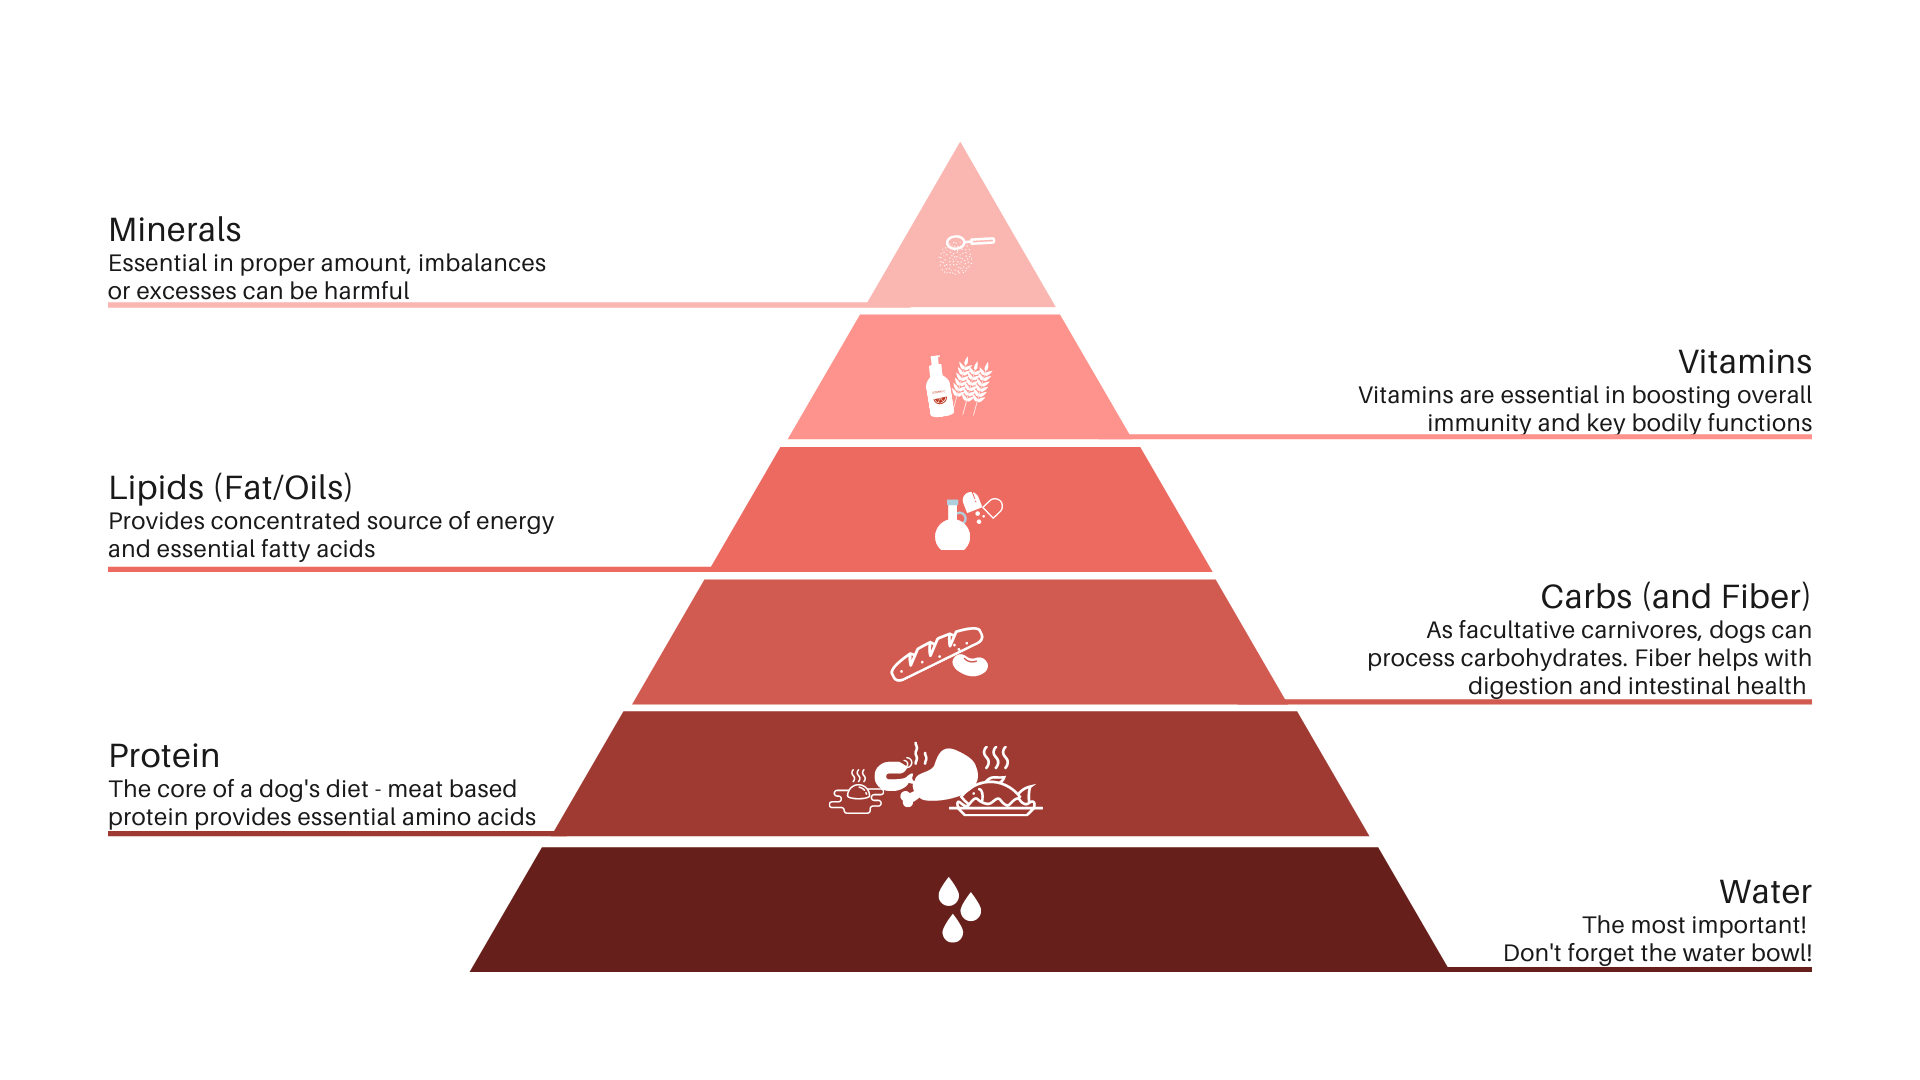 Minerals
Essential in proper amount, imbalances
or excesses can be harmful
Vitamins
Vitamins are essential in boosting overall
immunity and key bodily functions
Lipids (Fat/Oils)
Provides concentrated source of energy
and essential fatty acids
Carbs (and Fiber)
As facultative carnivores, dogs can
process carbohydrates. Fiber helps with
digestion and intestinal health
Protein
The core of a dog's diet - meat based
protein provides essential amino acids
Water
The most important!
Don't forget the water bowl!